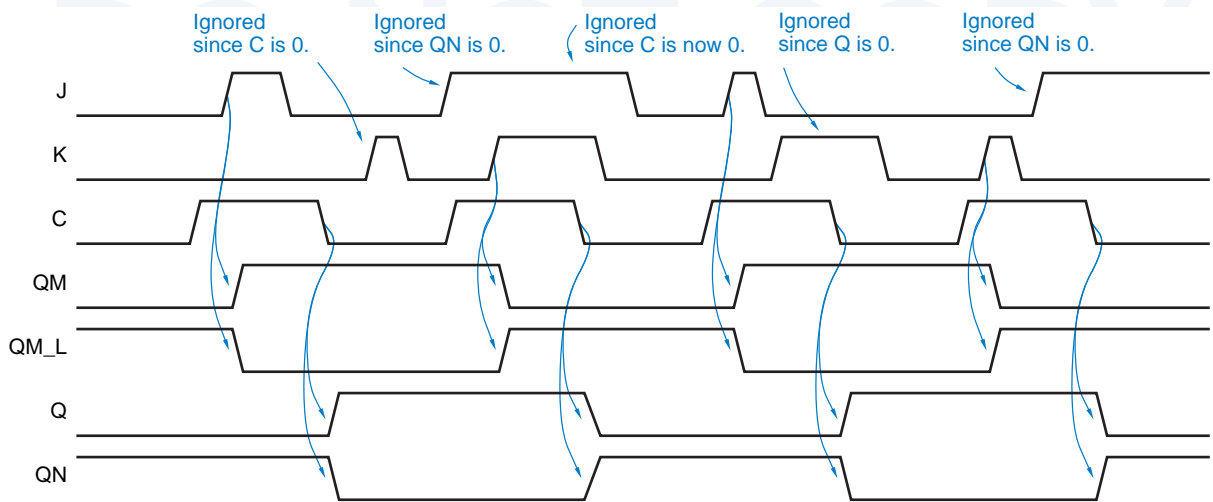 Ignored
since C is 0.
Ignored
since QN is 0.
Ignored
since C is now 0.
Ignored
since Q is 0.
Ignored
since QN is 0.
J
K
C
QM
QM_L
Q
QN